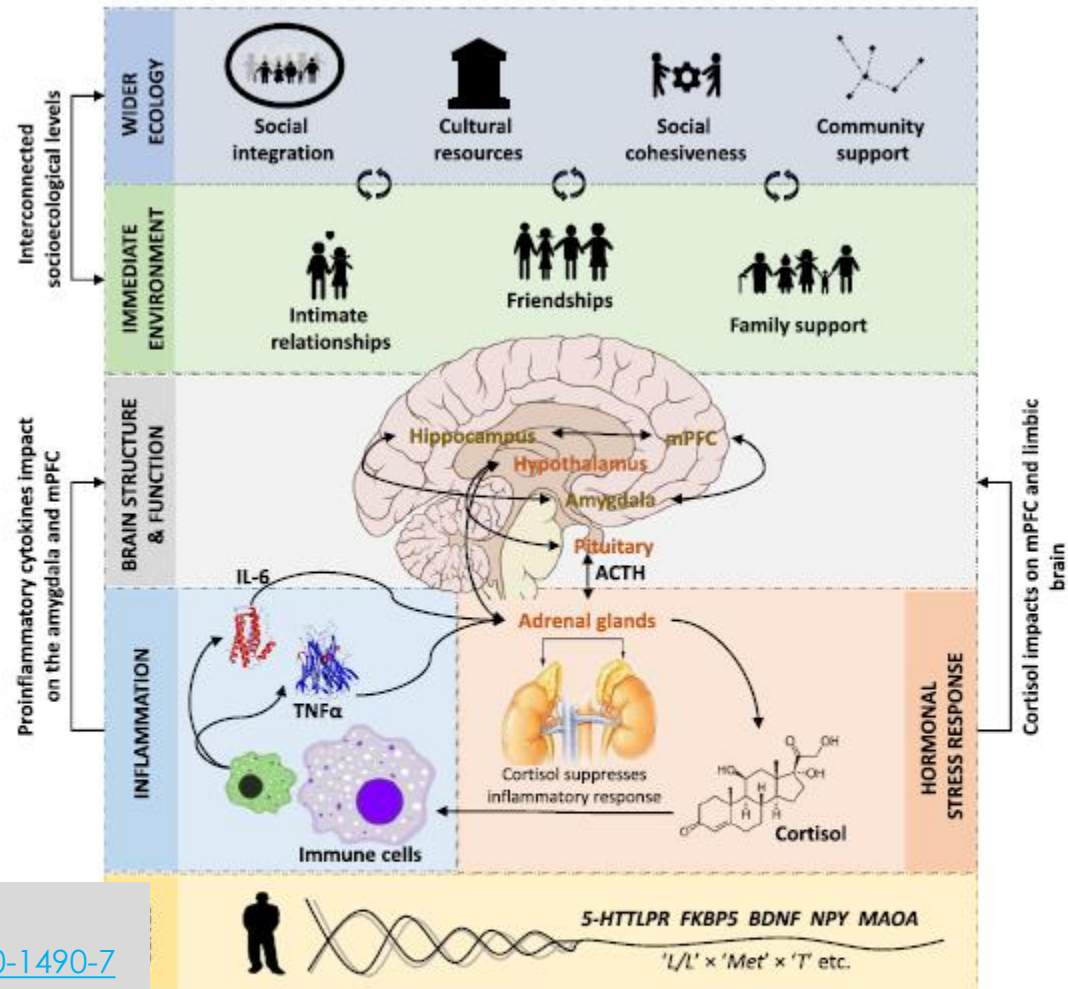 Interconnected
socioecological levels
WIDER
ECOLOGY
Social
integration
Cultural
resources
Social
cohesiveness
Community
support
IMMEDIATE
ENVIRONMENT
Intimate
relationships
Friendships
Family support
Proinflammatory cytokines impact
on the amygdala and mPFC
BRAIN STRUCTURE
& FUNCTION
Hippocampus
mPFC
Hypothalamus
Amygdala
Pituitary
ACTH
Cortisol impacts on mPFC and limbic
brain
INFLAMMATION
IL-6
TNFα
Immune cells
Adrenal glands
Cortisol suppresses
inflammatory response
O
OH
HO
OH
H
H
H
O
Cortisol
HORMONAL
STRESS RESPONSE
0-1490-7
5-HTTLPR FKBP5 BDNF NPY MAOA
'L/L' × 'Met' × 'T' etc.